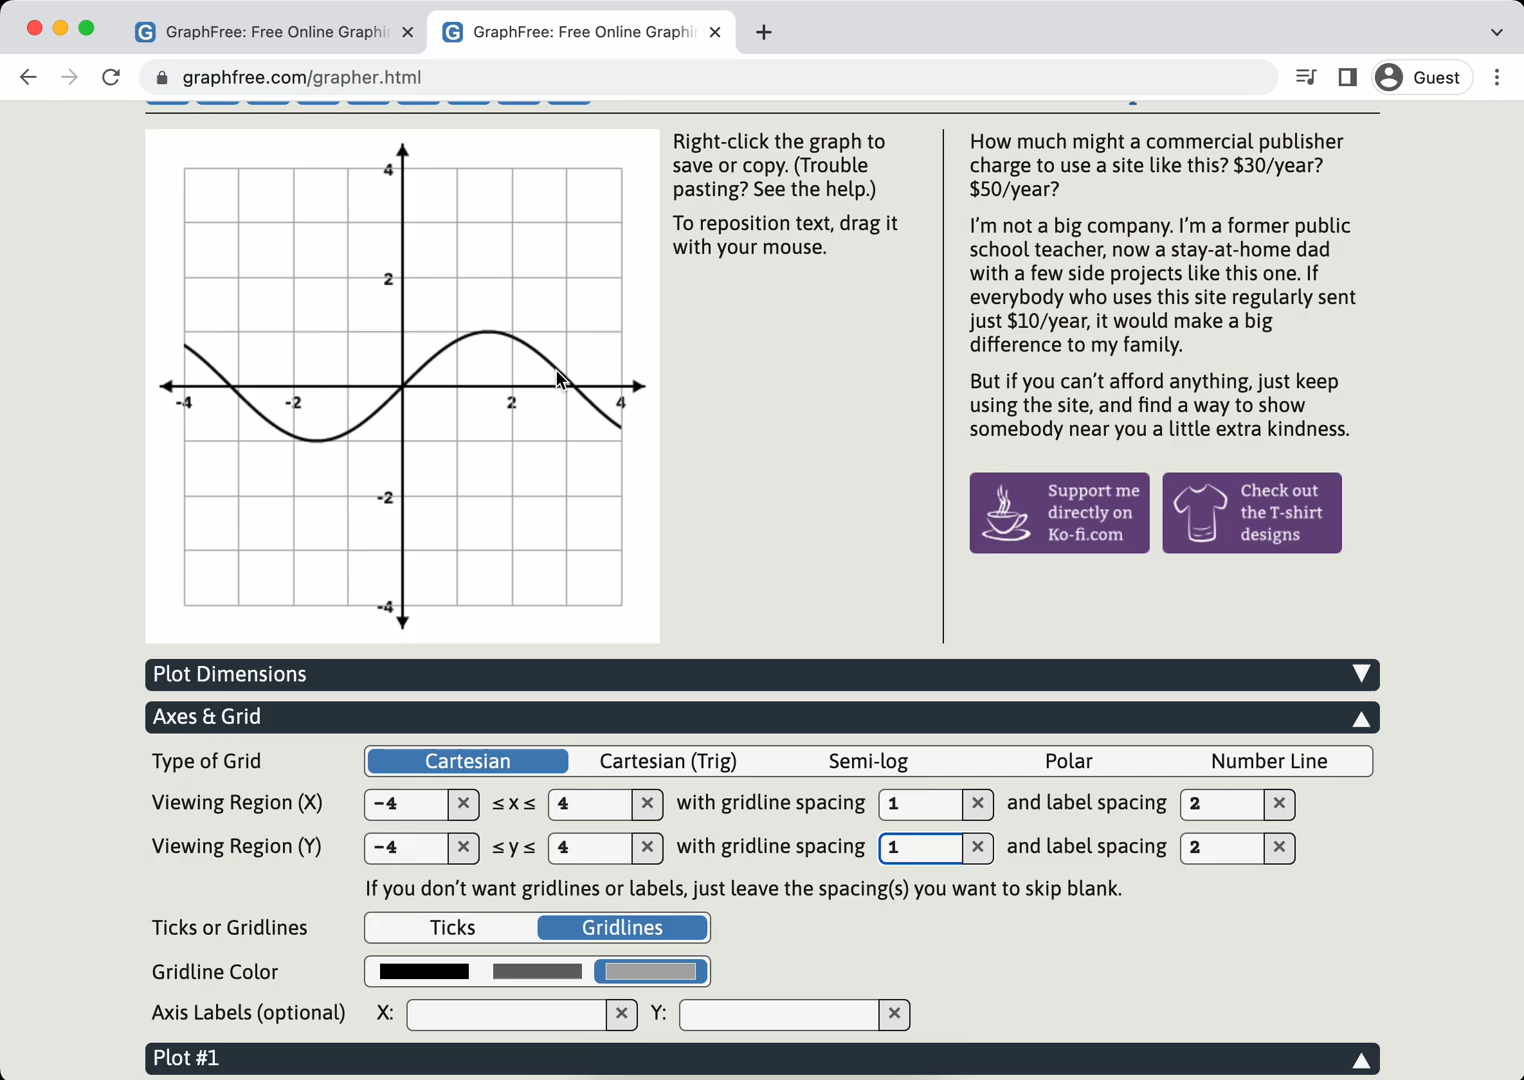 GraphFree: Free Online Graphi
GraphFree: Free Online Graphi
graphfree.com/grapher.html
Guest
Right-click the graph to
save or copy. (Trouble
pasting? See the help.)
To reposition text, drag it
with your mouse.
How much might a commercial publisher
charge to use a site like this? $30/year?
$50/year?
I’m not a big company. I’m a former public
school teacher, now a stay-at-home dad
with a few side projects like this one. If
everybody who uses this site regularly sent
just $10/year, it would make a big
difference to my family.
But if you can’t afford anything, just keep
using the site, and find a way to show
somebody near you a little extra kindness.
Support me
directly on
Ko-fi.com
Check out
the T-shirt
designs
4
2
-4 -2 2 4
-2
-4
Plot Dimensions
Axes & Grid
Type of Grid Cartesian Cartesian (Trig) Semi-log Polar Number Line
Viewing Region (X) -4 ≤ x ≤ 4 with gridline spacing 1 and label spacing 2
Viewing Region (Y) -4 ≤ y ≤ 4 with gridline spacing 1 and label spacing 2
If you don’t want gridlines or labels, just leave the spacing(s) you want to skip blank.
Ticks or Gridlines Ticks Gridlines
Gridline Color
Axis Labels (optional) X: Y:
Plot #1